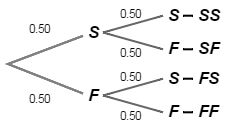 0.50 S – SS
0.50 S
0.50 F – SF
0.50 S – FS
0.50 F
0.50 F – FF